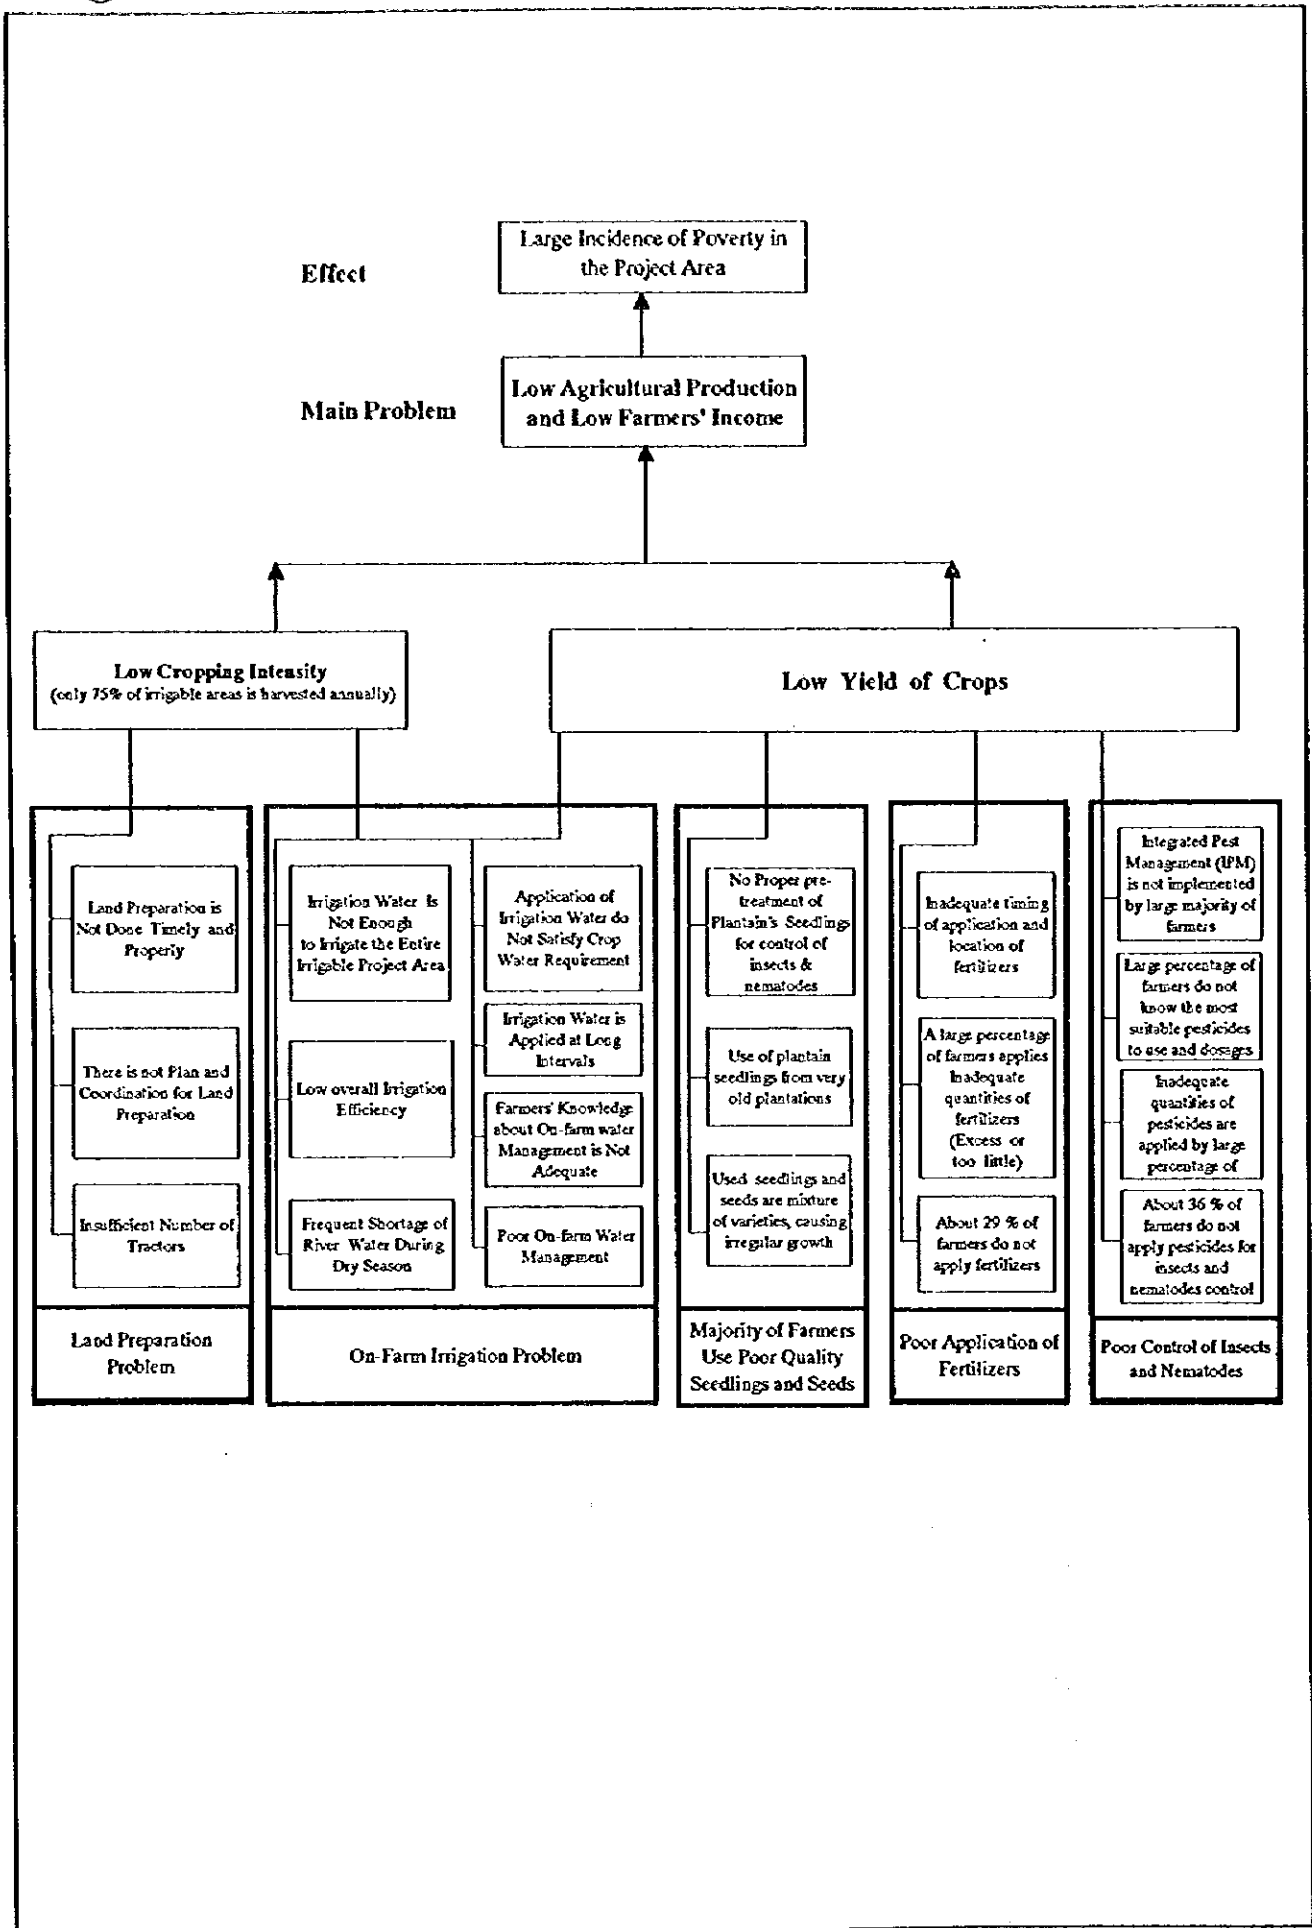 Effect
Large Incidence of Poverty in
the Project Area
Main Problem
Low Agricultural Production
and Low Farmers' Income
Low Cropping Intensity
(only 75% of irrigable areas is harvested annually)
Low Yield of Crops
Land Preparation is
Not Done Timely and
Properly
There is not Plan and
Coordination for Land
Preparation
Insufficient Number of
Tractors
Land Preparation
Problem
Irrigation Water Is
Not Enough
to Irrigate the Entire
Irrigable Project Area
Low overall Irrigation
Efficiency
Frequent Shortage of
River Water During
Dry Season
Application of
Irrigation Water do
Not Satisfy Crop
Water Requirement
Irrigation Water is
Applied at Long
Intervals
Farmers' Knowledge
about On-farm water
Management is Not
Adequate
Poor On-farm Water
Management
On-Farm Irrigation Problem
No Proper pre-
treatment of
Plantain's Seedlings
for control of
insects &
nematodes
Use of plantain
seedlings from very
old plantations
Used seedlings and
seeds are mixture
of varieties, causing
irregular growth
Majority of Farmers
Use Poor Quality
Seedlings and Seeds
Inadequate timing
of application and
location of
fertilizers
A large percentage
of farmers applies
Inadequate
quantities of
fertilizers
(Excess or
too little)
About 29 % of
farmers do not
apply fertilizers
Poor Application of
Fertilizers
Integrated Pest
Management (IPM)
is not implemented
by large majority of
farmers
Large percentage of
farmers do not
know the most
suitable pesticides
to use and dosages
Inadequate
quantities of
pesticides are
applied by large
percentage of
About 36 % of
farmers do not
apply pesticides for
insects and
nematodes control
Poor Control of Insects
and Nematodes